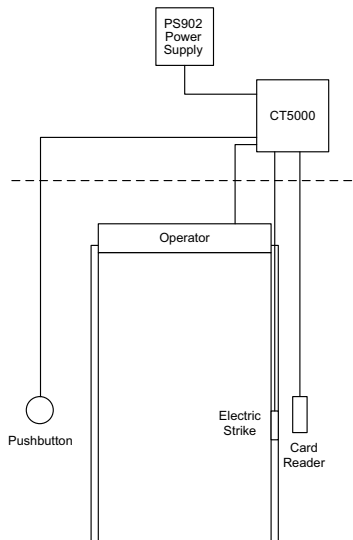 PS902
Power
Supply
CT5000
Operator
Electric
Strike
Pushbutton
Card
Reader